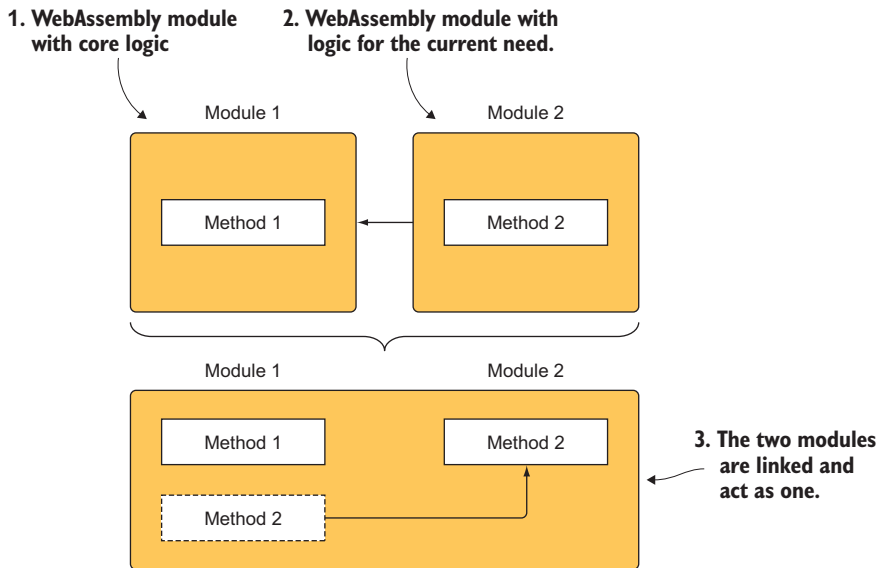 1. WebAssembly module
with core logic
2. WebAssembly module with
logic for the current need.
Module 1
Module 2
Method 1
Method 2
Module 1
Module 2
Method 1
Method 2
3. The two modules
are linked and
act as one.
Method 2